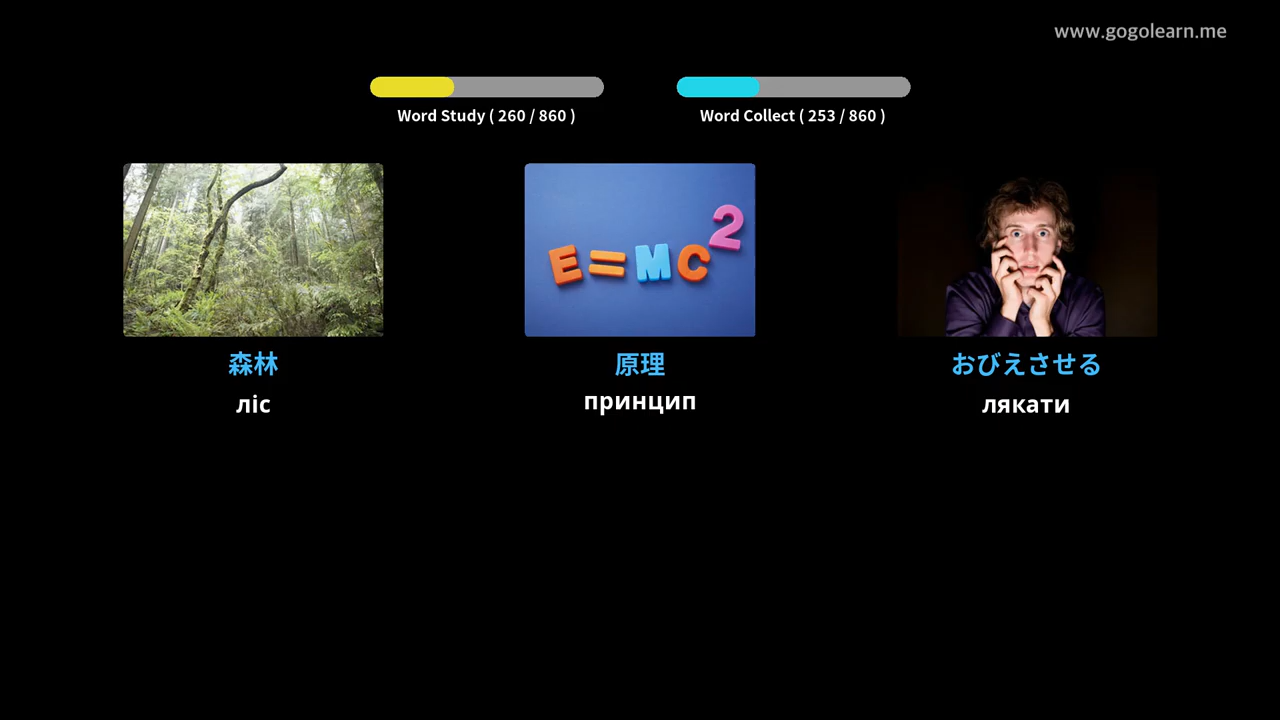 www.gogolearn.me
Word Study ( 260 / 860 )
Word Collect ( 253 / 860 )
E=MC2
森林
原理
おびえさせる
ліс
принцип
лякати